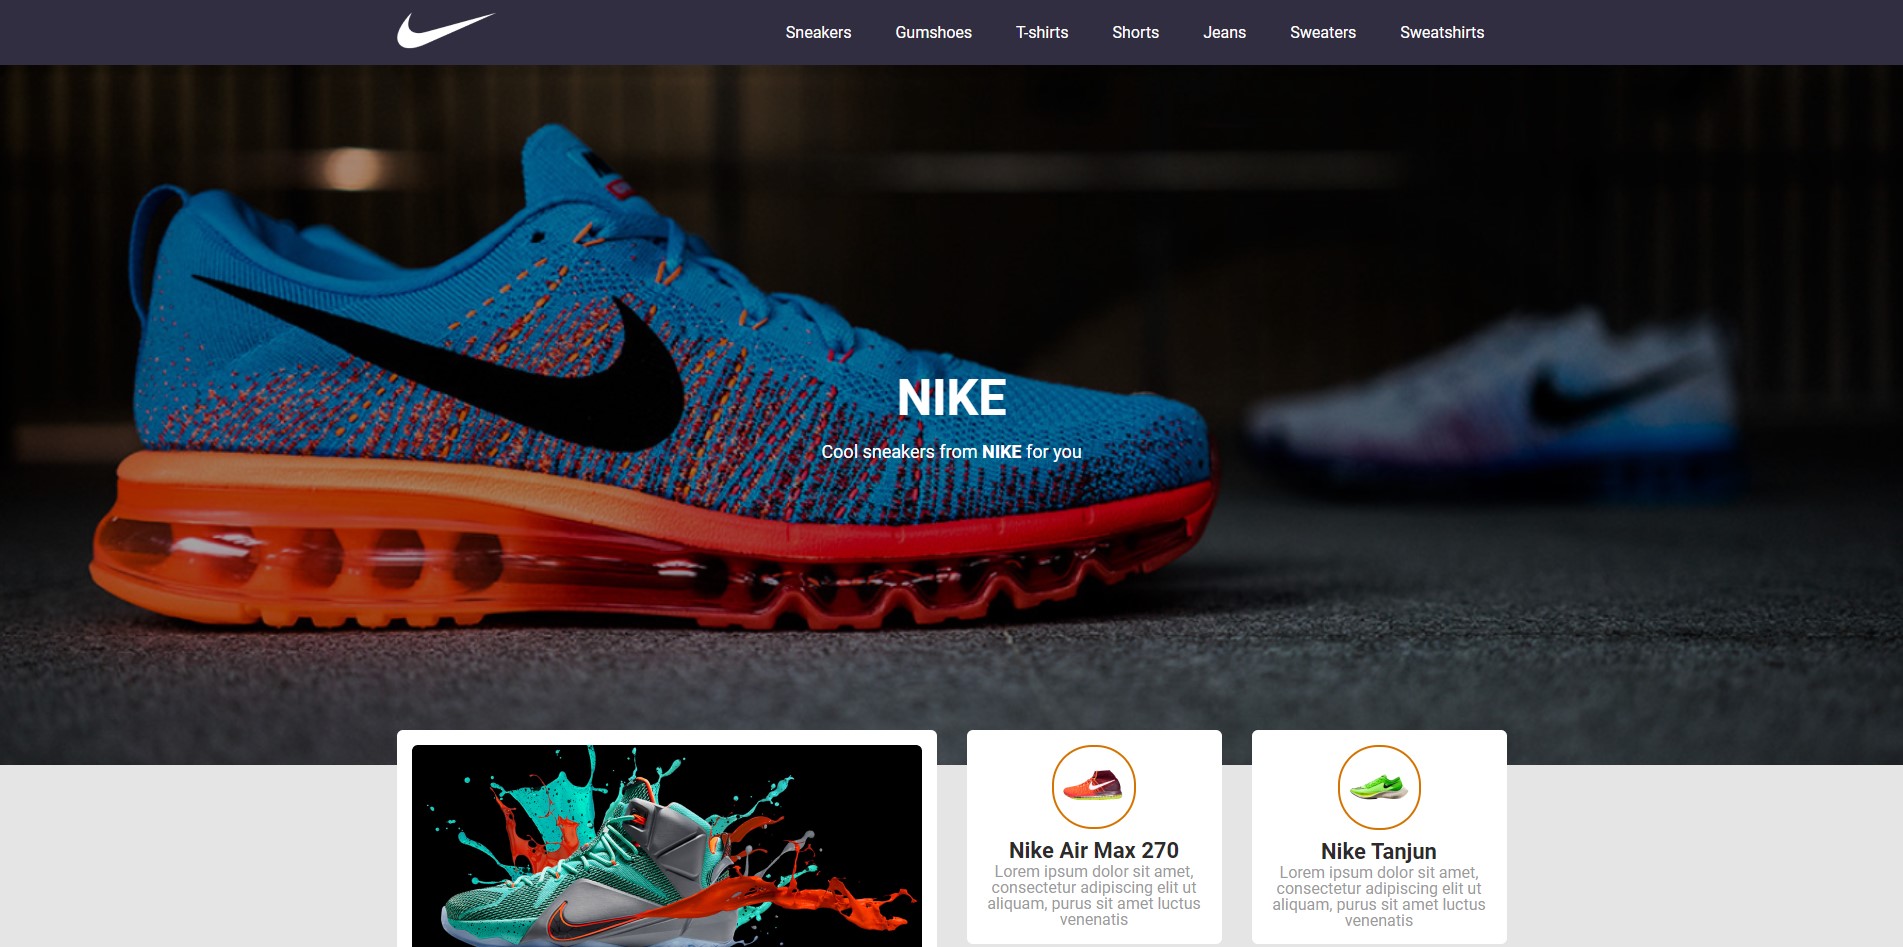 Sneakers Gumshoes T-shirts Shorts Jeans Sweaters Sweatshirts
NIKE
Cool sneakers from NIKE for you
Nike Air Max 270
Lorem ipsum dolor sit amet,
consectetur adipiscing elit ut
aliquam, purus sit amet luctus
venenatis
Nike Tanjun
Lorem ipsum dolor sit amet,
consectetur adipiscing elit ut
aliquam, purus sit amet luctus
venenatis